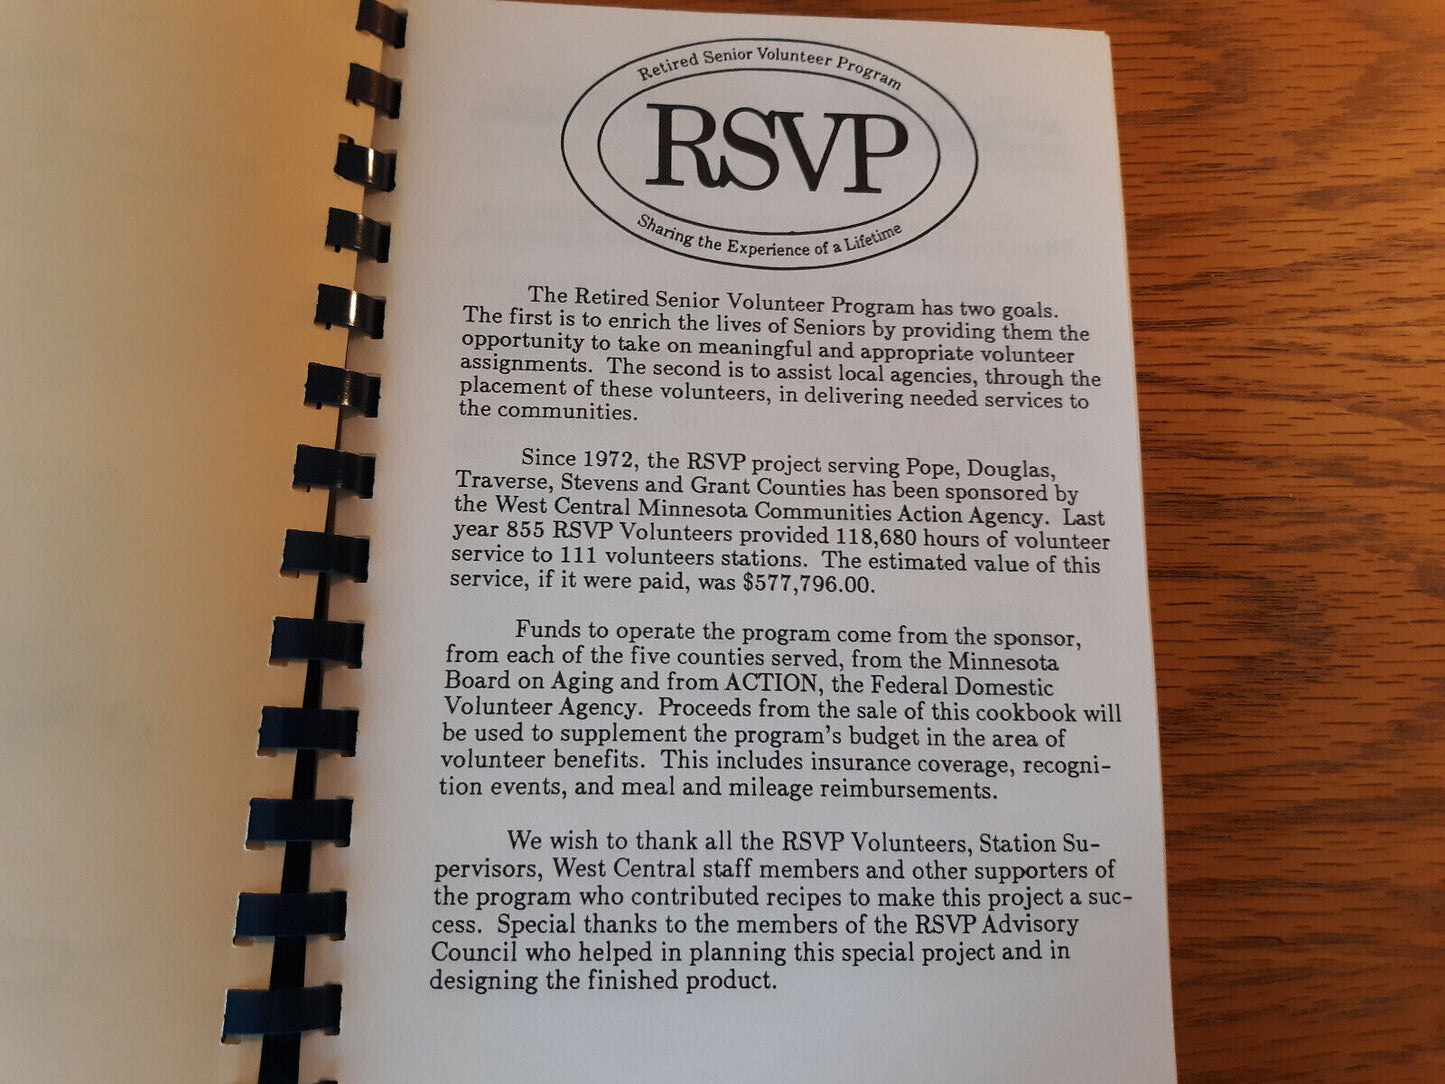 Retired Senior Volunteer Program
RSVP
Sharing the Experience of a Lifetime
The Retired Senior Volunteer Program has two goals.
The first is to enrich the lives of Seniors by providing them the
opportunity to take on meaningful and appropriate volunteer
assignments. The second is to assist local agencies, through the
placement of these volunteers, in delivering needed services to
the communities.
Since 1972, the RSVP project serving Pope, Douglas,
Traverse, Stevens and Grant Counties has been sponsored by
the West Central Minnesota Communities Action Agency. Last
year 855 RSVP Volunteers provided 118,680 hours of volunteer
service to 111 volunteers stations. The estimated value of this
service, if it were paid, was $577,796.00.
Funds to operate the program come from the sponsor,
from each of the five counties served, from the Minnesota
Board on Aging and from ACTION, the Federal Domestic
Volunteer Agency. Proceeds from the sale of this cookbook will
be used to supplement the program's budget in the area of
volunteer benefits. This includes insurance coverage, recogni-
tion events, and meal and mileage reimbursements.
We wish to thank all the RSVP Volunteers, Station Su-
pervisors, West Central staff members and other supporters of
the program who contributed recipes to make this project a suc-
cess. Special thanks to the members of the RSVP Advisory
Council who helped in planning this special project and in
designing the finished product.